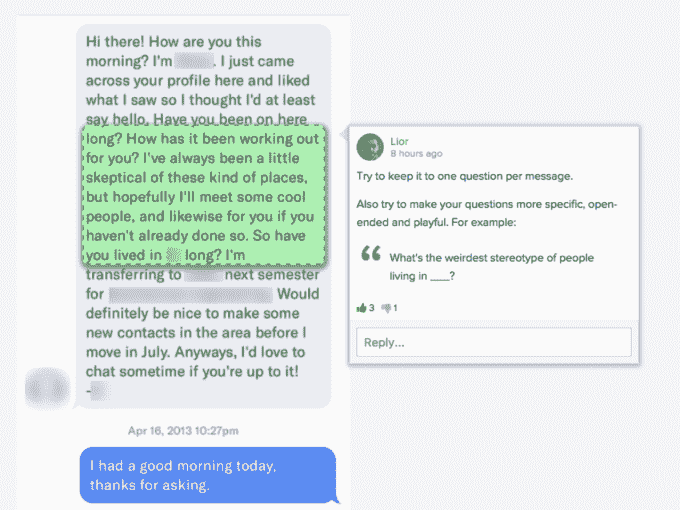 Hi there! How are you this
morning? I'm . I just came
across your profile here and liked
what I saw so I thought I'd at least
say hello. Have you been on here
long? How has it been working out
for you? I've always been a little
skeptical of these kind of places,
but hopefully I'll meet some cool
people, and likewise for you if you
haven't already done so. So have
you lived in long? I'm
transferring to next semester
for Would
definitely be nice to make some
new contacts in the area before I
move in July. Anyways, I'd love to
chat sometime if you're up to it!
-
Apr 16, 2013 10:27pm
I had a good morning today,
thanks for asking.
Lior
8 hours ago
Try to keep it to one question per message.
Also try to make your questions more specific, open-
ended and playful. For example:
“ What's the weirdest stereotype of people
living in ____?
3 1
Reply...